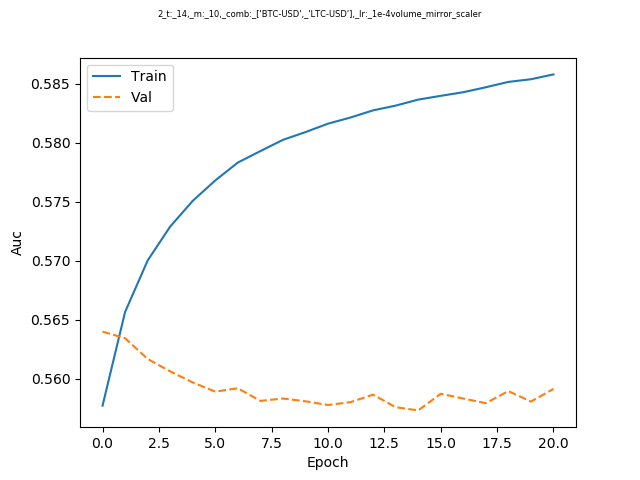 2_t:_14,_m:_10,_comb:_['BTC-USD',_'LTC-USD'],_lr:_1e-4volume_mirror_scaler
Train
Val
0.585
0.580
0.575
0.570
0.565
0.560
Auc
0.0 2.5 5.0 7.5 10.0 12.5 15.0 17.5 20.0
Epoch